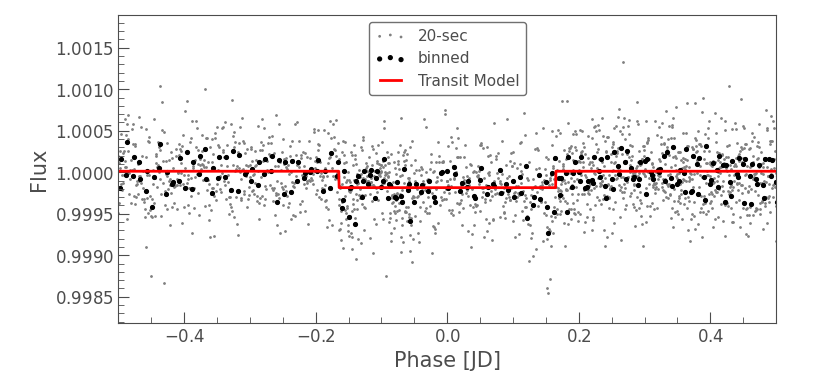 20-sec
binned
Transit Model
Flux
1.0015
1.0010
1.0005
1.0000
0.9995
0.9990
0.9985
−0.4 −0.2 0.0 0.2 0.4
Phase [JD]